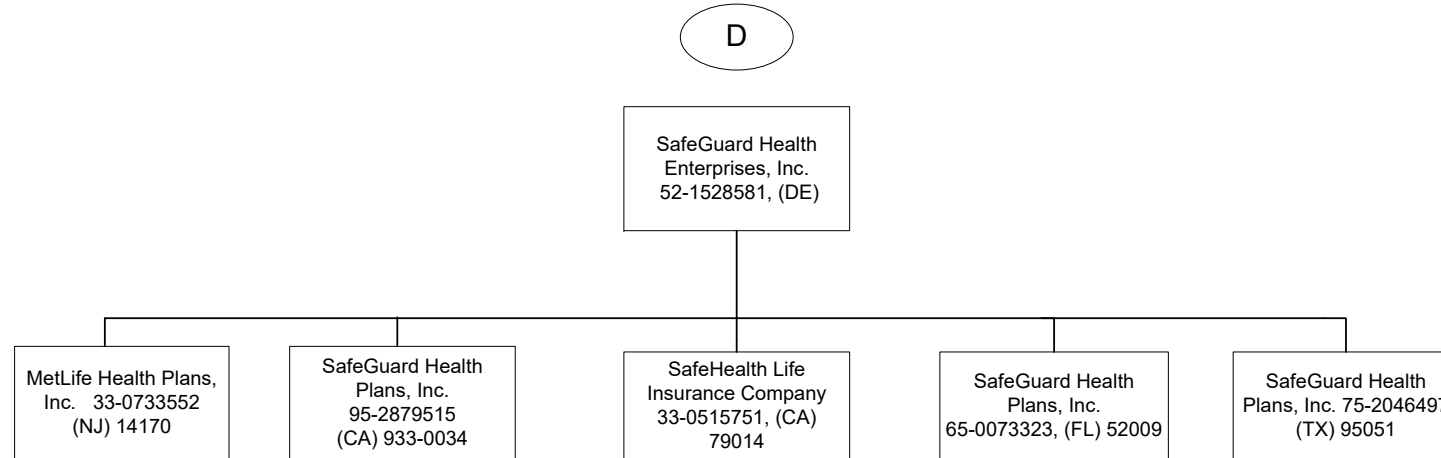 D
SafeGuard Health
Enterprises, Inc.
52-1528581, (DE)
MetLife Health Plans,
Inc. 33-0733552
(NJ) 14170
SafeGuard Health
Plans, Inc.
95-2879515
(CA) 933-0034
SafeHealth Life
Insurance Company
33-0515751, (CA)
79014
SafeGuard Health
Plans, Inc.
65-0073323, (FL) 52009
SafeGuard Health
Plans, Inc. 75-2046497
(TX) 95051